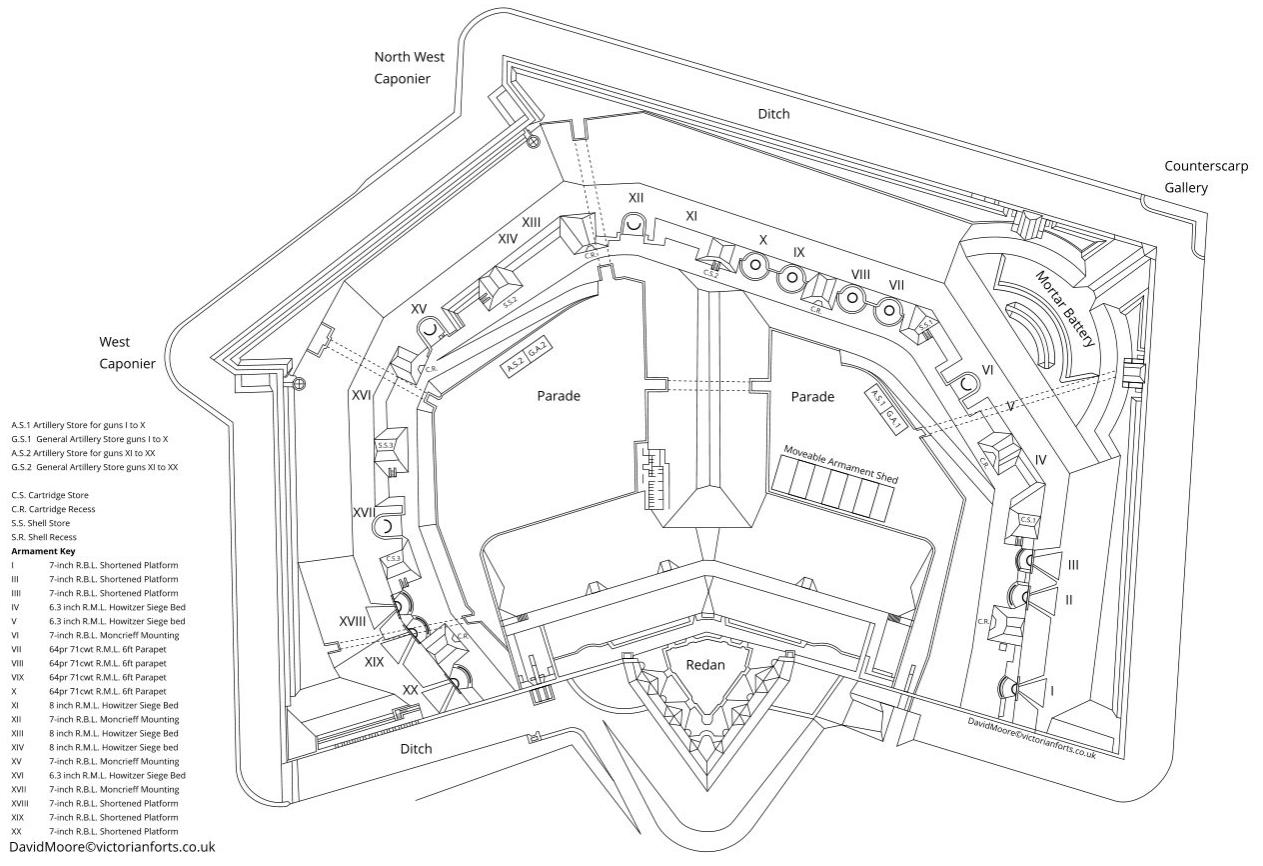 North West
Caponier
Ditch
Counterscarp
Gallery
XII
XI
XIII
XIV
X
IX
VIII
VII
C.R.
C.S.2
C.R.
S.S.1
S.S.2
Mortar Battery
XV
West
Caponier
C.R.
A.S.2 G.A.2
VI
V
XVI
Parade
Parade
A.S.1 G.A.1
S.S.3
C.R.
IV
Moveable Armament Shed
XVII
C.S.1
C.S.3
III
II
XVIII
C.R.
C.R.
XIX
Redan
XX
I
Ditch
DavidMoore©victorianforts.co.uk
A.S.1 Artillery Store for guns I to X
G.S.1 General Artillery Store guns I to X
A.S.2 Artillery Store for guns XI to XX
G.S.2 General Artillery Store guns XI to XX
C.S. Cartridge Store
C.R. Cartridge Recess
S.S. Shell Store
S.R. Shell Recess
Armament Key
I 7-inch R.B.L. Shortened Platform
III 7-inch R.B.L. Shortened Platform
IIII 7-inch R.B.L. Shortened Platform
IV 6.3 inch R.M.L. Howitzer Siege Bed
V 6.3 inch R.M.L. Howitzer Siege bed
VI 7-inch R.B.L. Moncrieff Mounting
VII 64pr 71cwt R.M.L. 6ft Parapet
VIII 64pr 71cwt R.M.L. 6ft parapet
VIX 64pr 71cwt R.M.L. 6ft Parapet
X 64pr 71cwt R.M.L. 6ft Parapet
XI 8 inch R.M.L. Howitzer Siege Bed
XII 7-inch R.B.L. Moncrieff Mounting
XIII 8 inch R.M.L. Howitzer Siege Bed
XIV 8 inch R.M.L. Howitzer Siege bed
XV 7-inch R.B.L. Moncrieff Mounting
XVI 6.3 inch R.M.L. Howitzer Siege Bed
XVII 7-inch R.B.L. Moncrieff Mounting
XVIII 7-inch R.B.L. Shortened Platform
XIX 7-inch R.B.L. Shortened Platform
XX 7-inch R.B.L. Shortened Platform
DavidMoore©victorianforts.co.uk